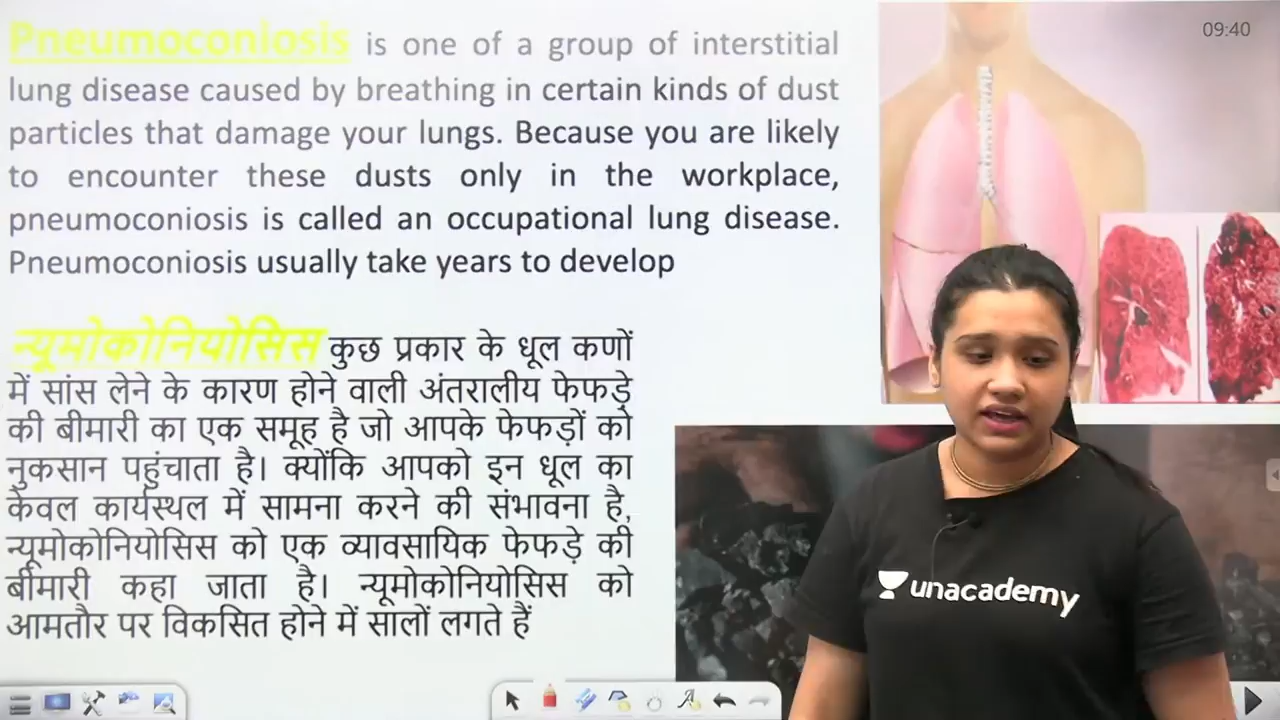 Pneumoconiosis is one of a group of interstitial
lung disease caused by breathing in certain kinds of dust
particles that damage your lungs. Because you are likely
to encounter these dusts only in the workplace,
pneumoconiosis is called an occupational lung disease.
Pneumoconiosis usually take years to develop
न्यूमोकोनियोसिस कुछ प्रकार के धूल कणों
में सांस लेने के कारण होने वाली अंतरालीय फेफड़े
की बीमारी का एक समूह है जो आपके फेफड़ों को
नुकसान पहुंचाता है। क्योंकि आपको इन धूल का
केवल कार्यस्थल में सामना करने की संभावना है,
न्यूमोकोनियोसिस को एक व्यावसायिक फेफड़े की
बीमारी कहा जाता है। न्यूमोकोनियोसिस को
आमतौर पर विकसित होने में सालों लगते हैं
09:40
unacademy